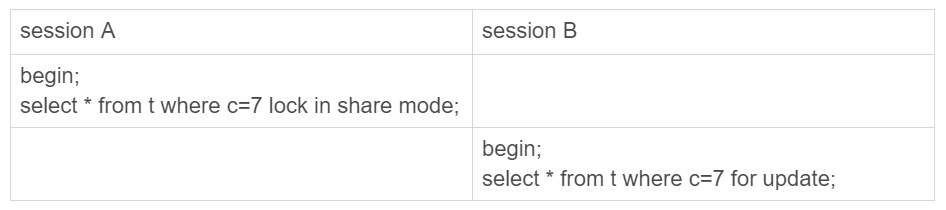 session A
session B
begin;
select * from t where c=7 lock in share mode;
begin;
select * from t where c=7 for update;